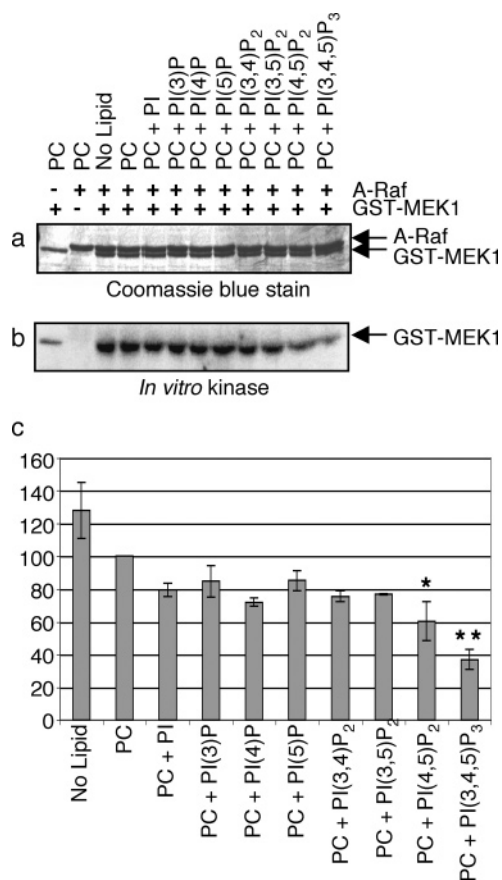 PC
PC
No Lipid
PC
PC + PI
PC + PI(3)P
PC + PI(4)P
PC + PI(5)P
PC + PI(3,4)P₂
PC + PI(3,5)P₂
PC + PI(4,5)P₂
PC + PI(3,4,5)P₃
- + + + + + + + + + + + A-Raf
+ - + + + + + + + + + + GST-MEK1
a
A-Raf
GST-MEK1
Coomassie blue stain
b
GST-MEK1
In vitro kinase
c
160
140
120
100
80
60
40
20
0
*
**
No Lipid
PC
PC + PI
PC + PI(3)P
PC + PI(4)P
PC + PI(5)P
PC + PI(3,4)P₂
PC + PI(3,5)P₂
PC + PI(4,5)P₂
PC + PI(3,4,5)P₃